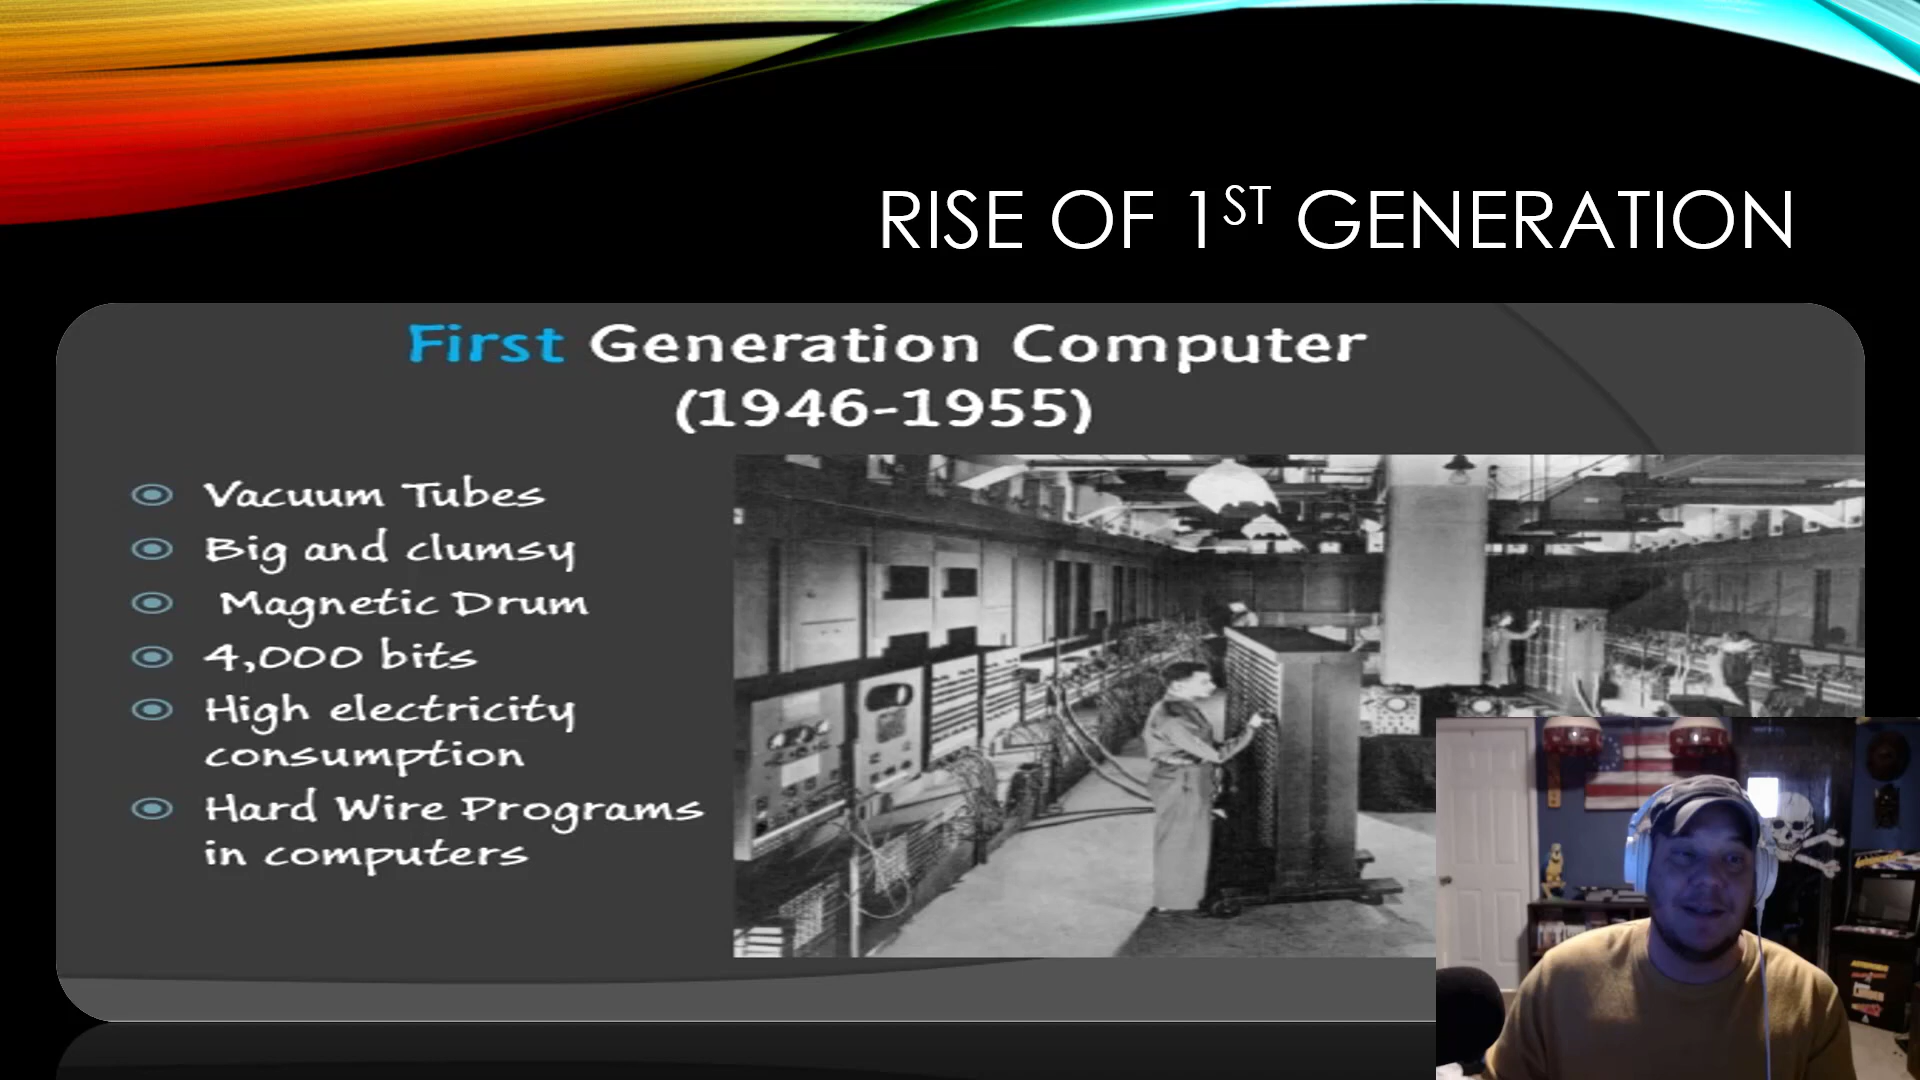 RISE OF 1ST GENERATION
First Generation Computer
(1946-1955)
Vacuum Tubes
Big and clumsy
Magnetic Drum
4,000 bits
High electricity
consumption
Hard Wire Programs
in computers